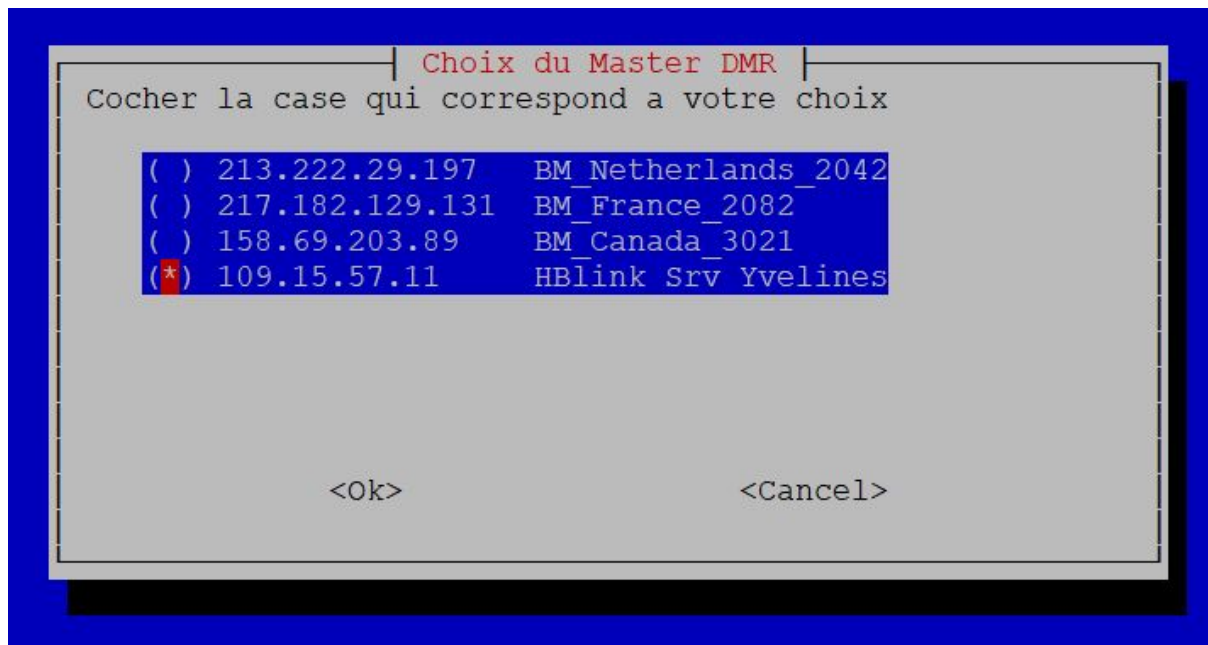 Choix du Master DMR
Cocher la case qui correspond a votre choix
( ) 213.222.29.197 BM_Netherlands_2042
( ) 217.182.129.131 BM_France_2082
( ) 158.69.203.89 BM_Canada_3021
(*) 109.15.57.11 HBlink Srv Yvelines
<Ok> <Cancel>